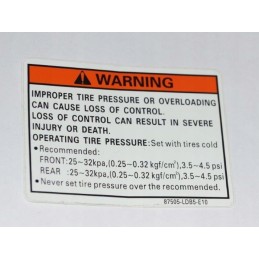 WARNING
IMPROPER TIRE PRESSURE OR OVERLOADING
CAN CAUSE LOSS OF CONTROL.
LOSS OF CONTROL CAN RESULT IN SEVERE
INJURY OR DEATH.
OPERATING TIRE PRESSURE: Set with tires cold
•Recommended:
FRONT:25~32kpa,(0.25~0.32 kgf/cm²),3.5~4.5 psi
REAR :25~32kpa,(0.25~0.32 kgf/cm²),3.5~4.5 psi
•Never set tire pressure over the recommended.
87505-LDB5-E10